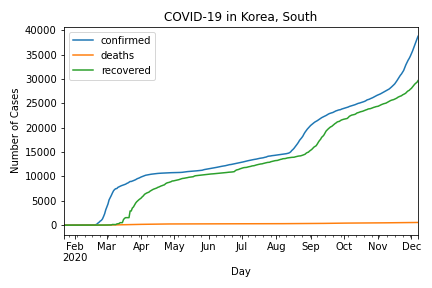 COVID-19 in Korea, South
confirmed
deaths
recovered
Number of Cases
40000
35000
30000
25000
20000
15000
10000
5000
0
Feb Mar Apr May Jun Jul Aug Sep Oct Nov Dec
2020
Day